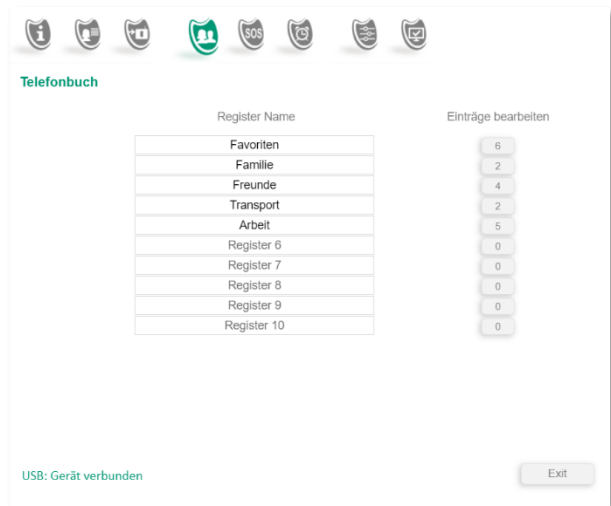 SOS
Telefonbuch
Register Name Einträge bearbeiten
Favoriten 6
Familie 2
Freunde 4
Transport 2
Arbeit 5
Register 6 0
Register 7 0
Register 8 0
Register 9 0
Register 10 0
USB: Gerät verbunden Exit